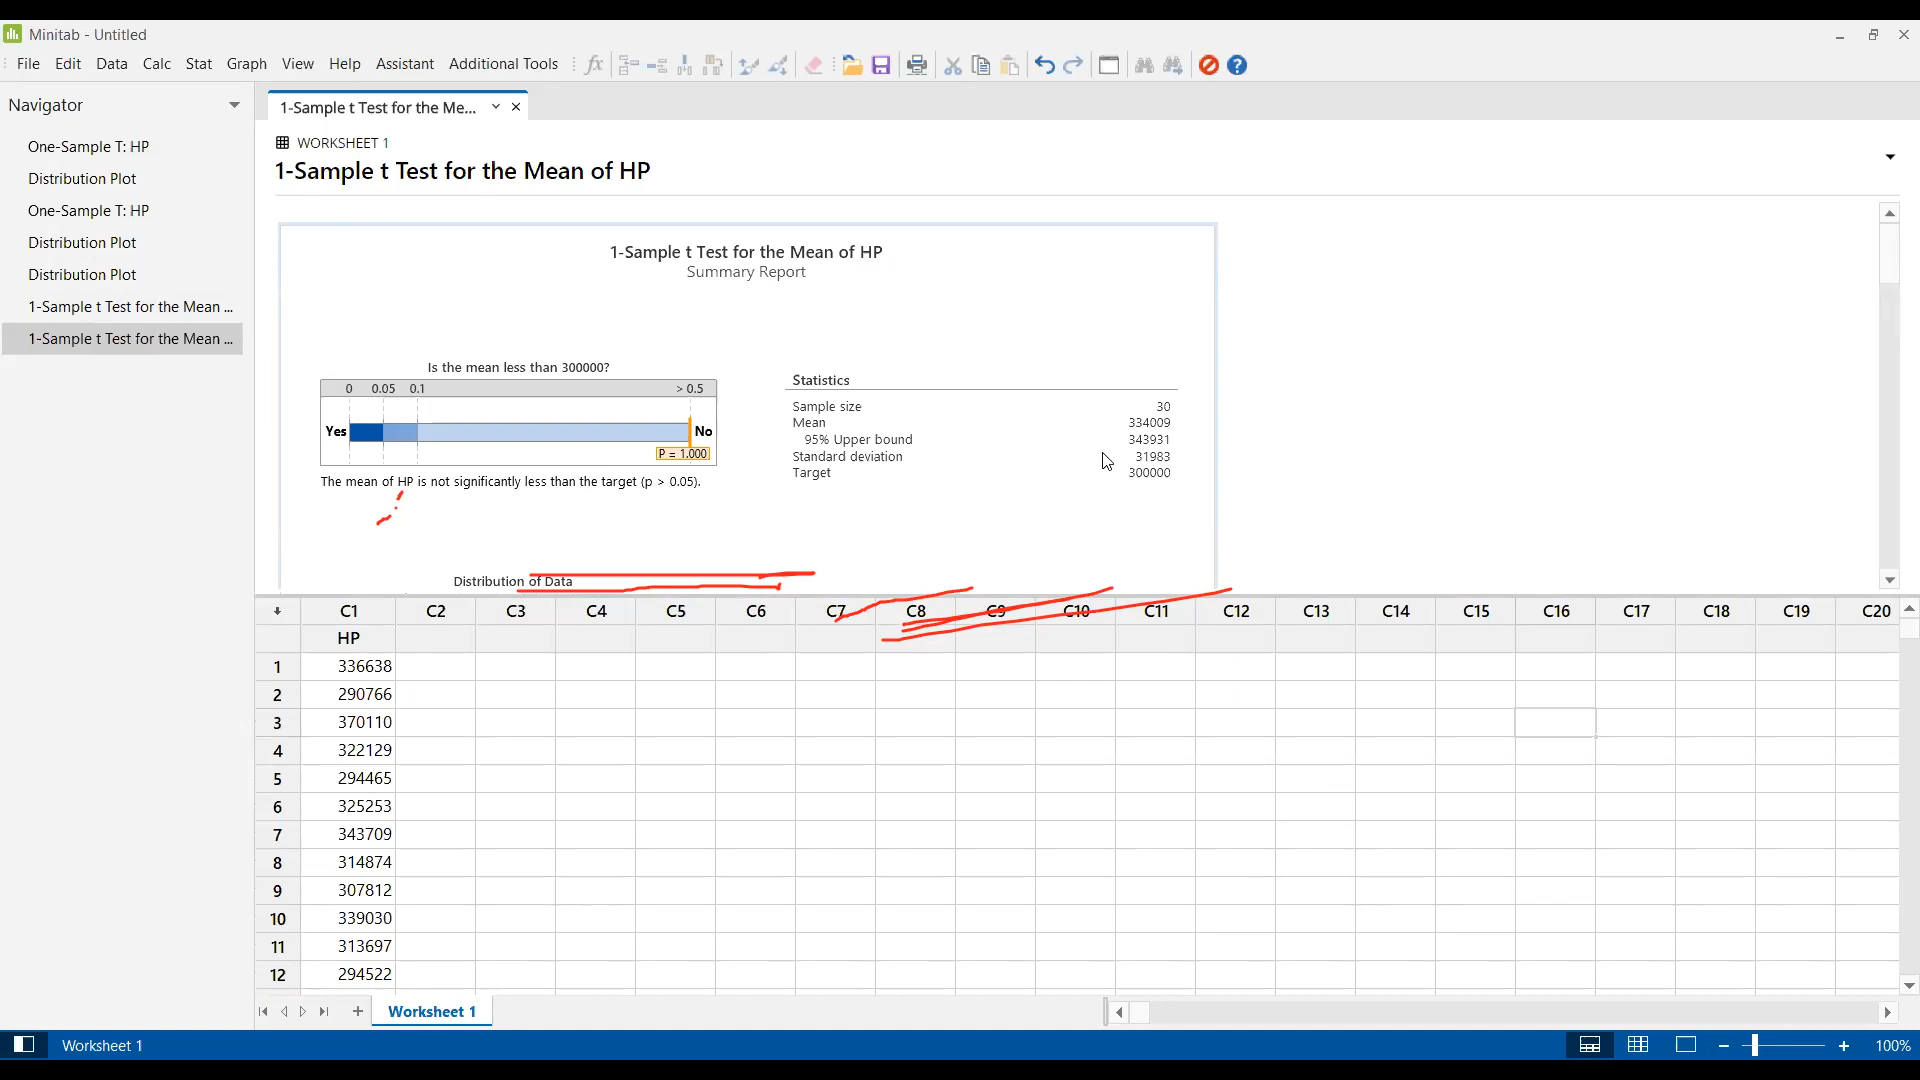 Minitab - Untitled
File Edit Data Calc Stat Graph View Help Assistant Additional Tools fx
Navigator
One-Sample T: HP
Distribution Plot
One-Sample T: HP
Distribution Plot
Distribution Plot
1-Sample t Test for the Mean ...
1-Sample t Test for the Mean ...
1-Sample t Test for the Me...
WORKSHEET 1
1-Sample t Test for the Mean of HP
1-Sample t Test for the Mean of HP
Summary Report
Is the mean less than 300000?
0 0.05 0.1 > 0.5
Yes No
P = 1.000
The mean of HP is not significantly less than the target (p > 0.05).
Statistics
Sample size 30
Mean 334009
95% Upper bound 343931
Standard deviation 31983
Target 300000
Distribution of Data
C1 C2 C3 C4 C5 C6 C7 C8 C9 C10 C11 C12 C13 C14 C15 C16 C17 C18 C19 C20
HP
1 336638
2 290766
3 370110
4 322129
5 294465
6 325253
7 343709
8 314874
9 307812
10 339030
11 313697
12 294522
Worksheet 1
Worksheet 1
100%